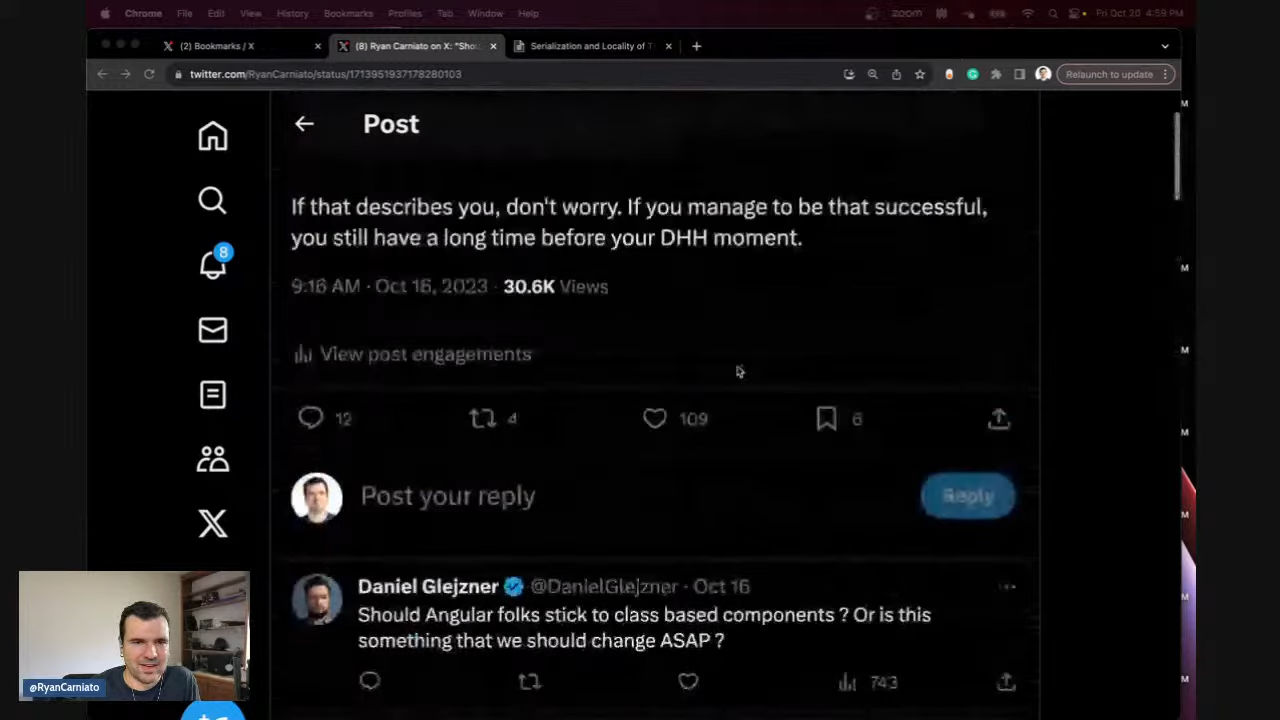 Chrome File Edit View History Bookmarks Profiles Tab Window Help zoom Fri Oct 20 4:59 PM
(2) Bookmarks / X (8) Ryan Carniato on X: "Shou Serialization and Locality of T
twitter.com/RyanCarniato/status/1713951937178280103 Relaunch to update
Post
If that describes you, don't worry. If you manage to be that successful,
you still have a long time before your DHH moment.
8
9:16 AM · Oct 16, 2023 · 30.6K Views
View post engagements
12 4 109 6
Post your reply Reply
Daniel Glejzner @DanielGlejzner · Oct 16
Should Angular folks stick to class based components ? Or is this
something that we should change ASAP ?
743
@RyanCarniato
M
M
M
M
M
M
M